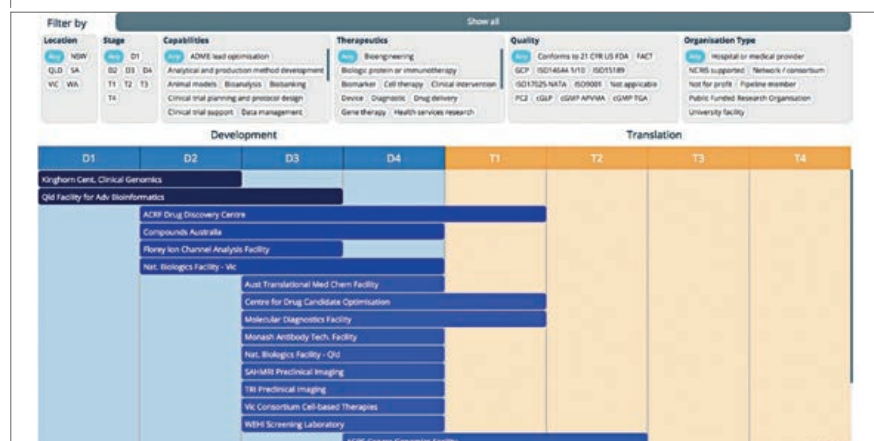 Filter by
Show all
Location
Any NSW
QLD SA
VIC WA
Stage
Any D1
D2 D3 D4
T1 T2 T3
T4
Capabilities
Any ADME lead optimisation
Analytical and production method development
Animal models Bioanalysis Biobanking
Clinical trial planning and protocol design
Clinical trial support Data management
Therapeutics
Any Bioengineering
Biologic protein or immunotherapy
Biomarker Cell therapy Clinical intervention
Device Diagnostic Drug delivery
Gene therapy Health services research
Quality
Any Conforms to 21 CYR US FDA FACT
GCP ISO14644 1/10 ISO15189
ISO17025 NATA ISO9001 Not applicable
PC2 cGLP cGMP APVMA cGMP TGA
Organisation Type
Any Hospital or medical provider
NCRIS supported Network / consortium
Not for profit Pipeline member
Public Funded Research Organisation
University facility
Development
Translation
D1 D2 D3 D4 T1 T2 T3 T4
Kinghorn Cent. Clinical Genomics
Qld Facility for Adv Bioinformatics
ACRF Drug Discovery Centre
Compounds Australia
Florey Ion Channel Analysis Facility
Nat. Biologics Facility - Vic
Aust Translational Med Chem Facility
Centre for Drug Candidate Optimisation
Molecular Diagnostics Facility
Monash Antibody Tech. Facility
Nat. Biologics Facility - Qld
SAHMRI Preclinical Imaging
TRI Preclinical Imaging
Vic Consortium Cell-based Therapies
WEHI Screening Laboratory